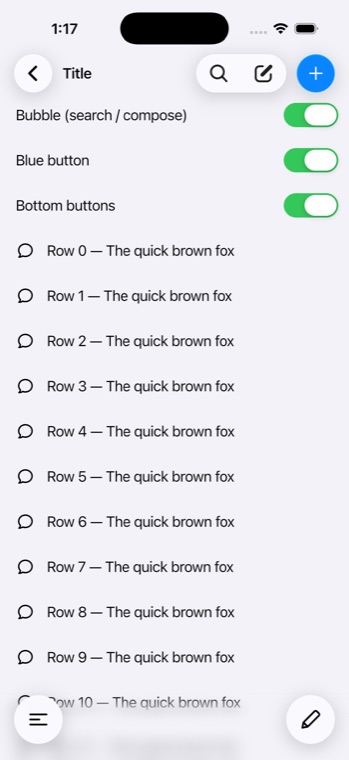 1:17
Title
Bubble (search / compose)
Blue button
Bottom buttons
Row 0 — The quick brown fox
Row 1 — The quick brown fox
Row 2 — The quick brown fox
Row 3 — The quick brown fox
Row 4 — The quick brown fox
Row 5 — The quick brown fox
Row 6 — The quick brown fox
Row 7 — The quick brown fox
Row 8 — The quick brown fox
Row 9 — The quick brown fox
Row 10 — The quick brown fox